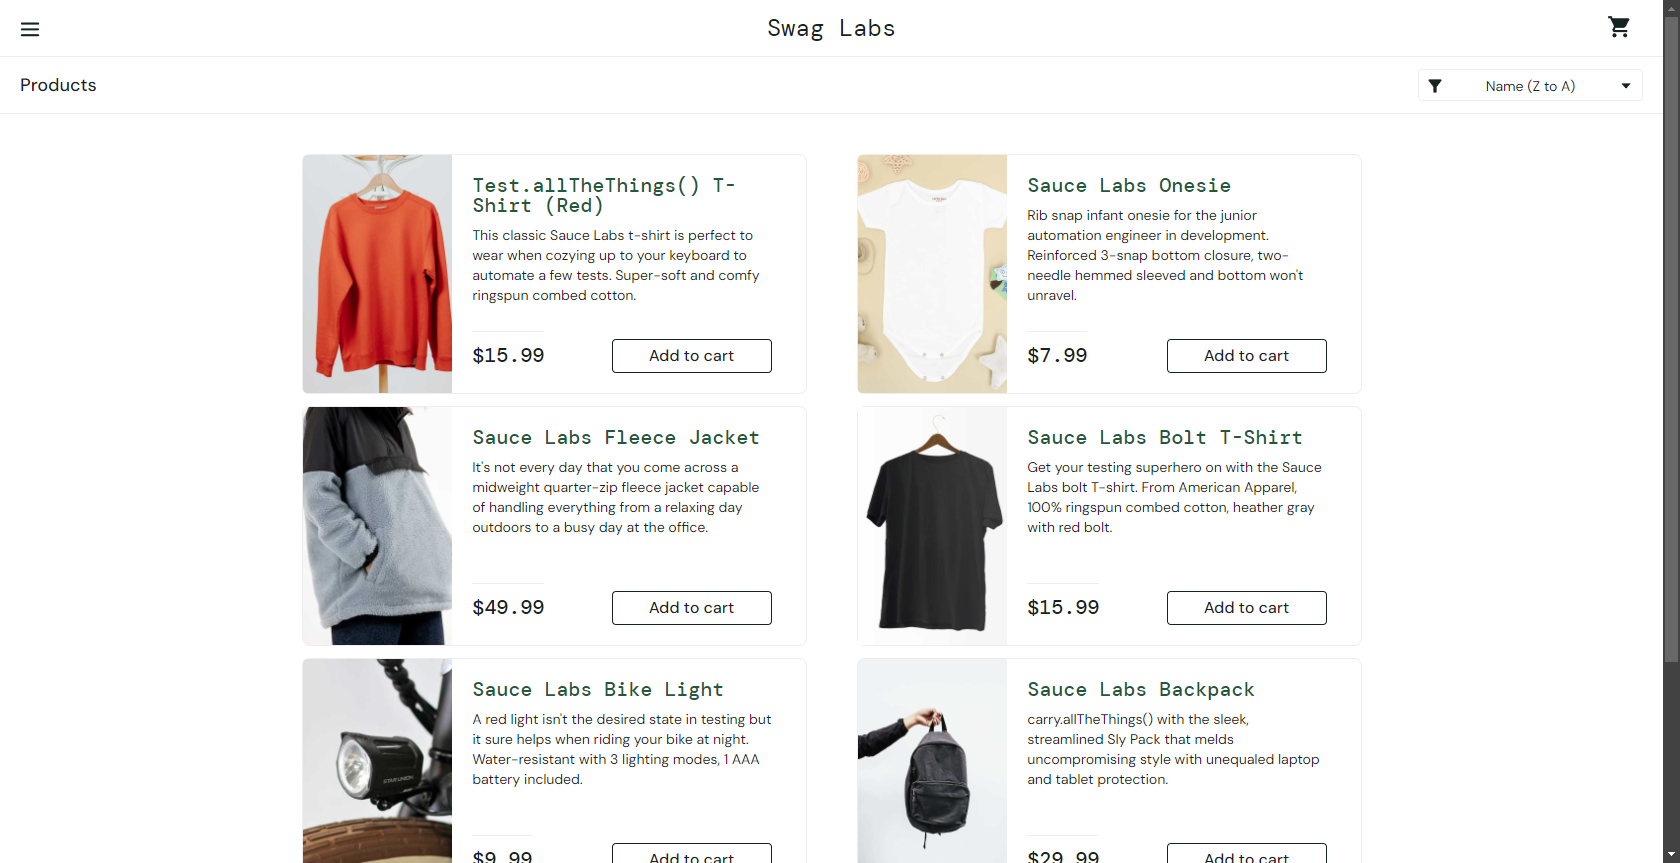 Swag Labs
Products
Name (Z to A)
Test.allTheThings() T-
Shirt (Red)
This classic Sauce Labs t-shirt is perfect to
wear when cozying up to your keyboard to
automate a few tests. Super-soft and comfy
ringspun combed cotton.
$15.99
Add to cart
Sauce Labs Onesie
Rib snap infant onesie for the junior
automation engineer in development.
Reinforced 3-snap bottom closure, two-
needle hemmed sleeved and bottom won't
unravel.
$7.99
Add to cart
Sauce Labs Fleece Jacket
It's not every day that you come across a
midweight quarter-zip fleece jacket capable
of handling everything from a relaxing day
outdoors to a busy day at the office.
$49.99
Add to cart
Sauce Labs Bolt T-Shirt
Get your testing superhero on with the Sauce
Labs bolt T-shirt. From American Apparel,
100% ringspun combed cotton, heather gray
with red bolt.
$15.99
Add to cart
Sauce Labs Bike Light
A red light isn't the desired state in testing but
it sure helps when riding your bike at night.
Water-resistant with 3 lighting modes, 1 AAA
battery included.
STAR UNION
$9.99
Add to cart
Sauce Labs Backpack
carry.allTheThings() with the sleek,
streamlined Sly Pack that melds
uncompromising style with unequaled laptop
and tablet protection.
$29.99
Add to cart